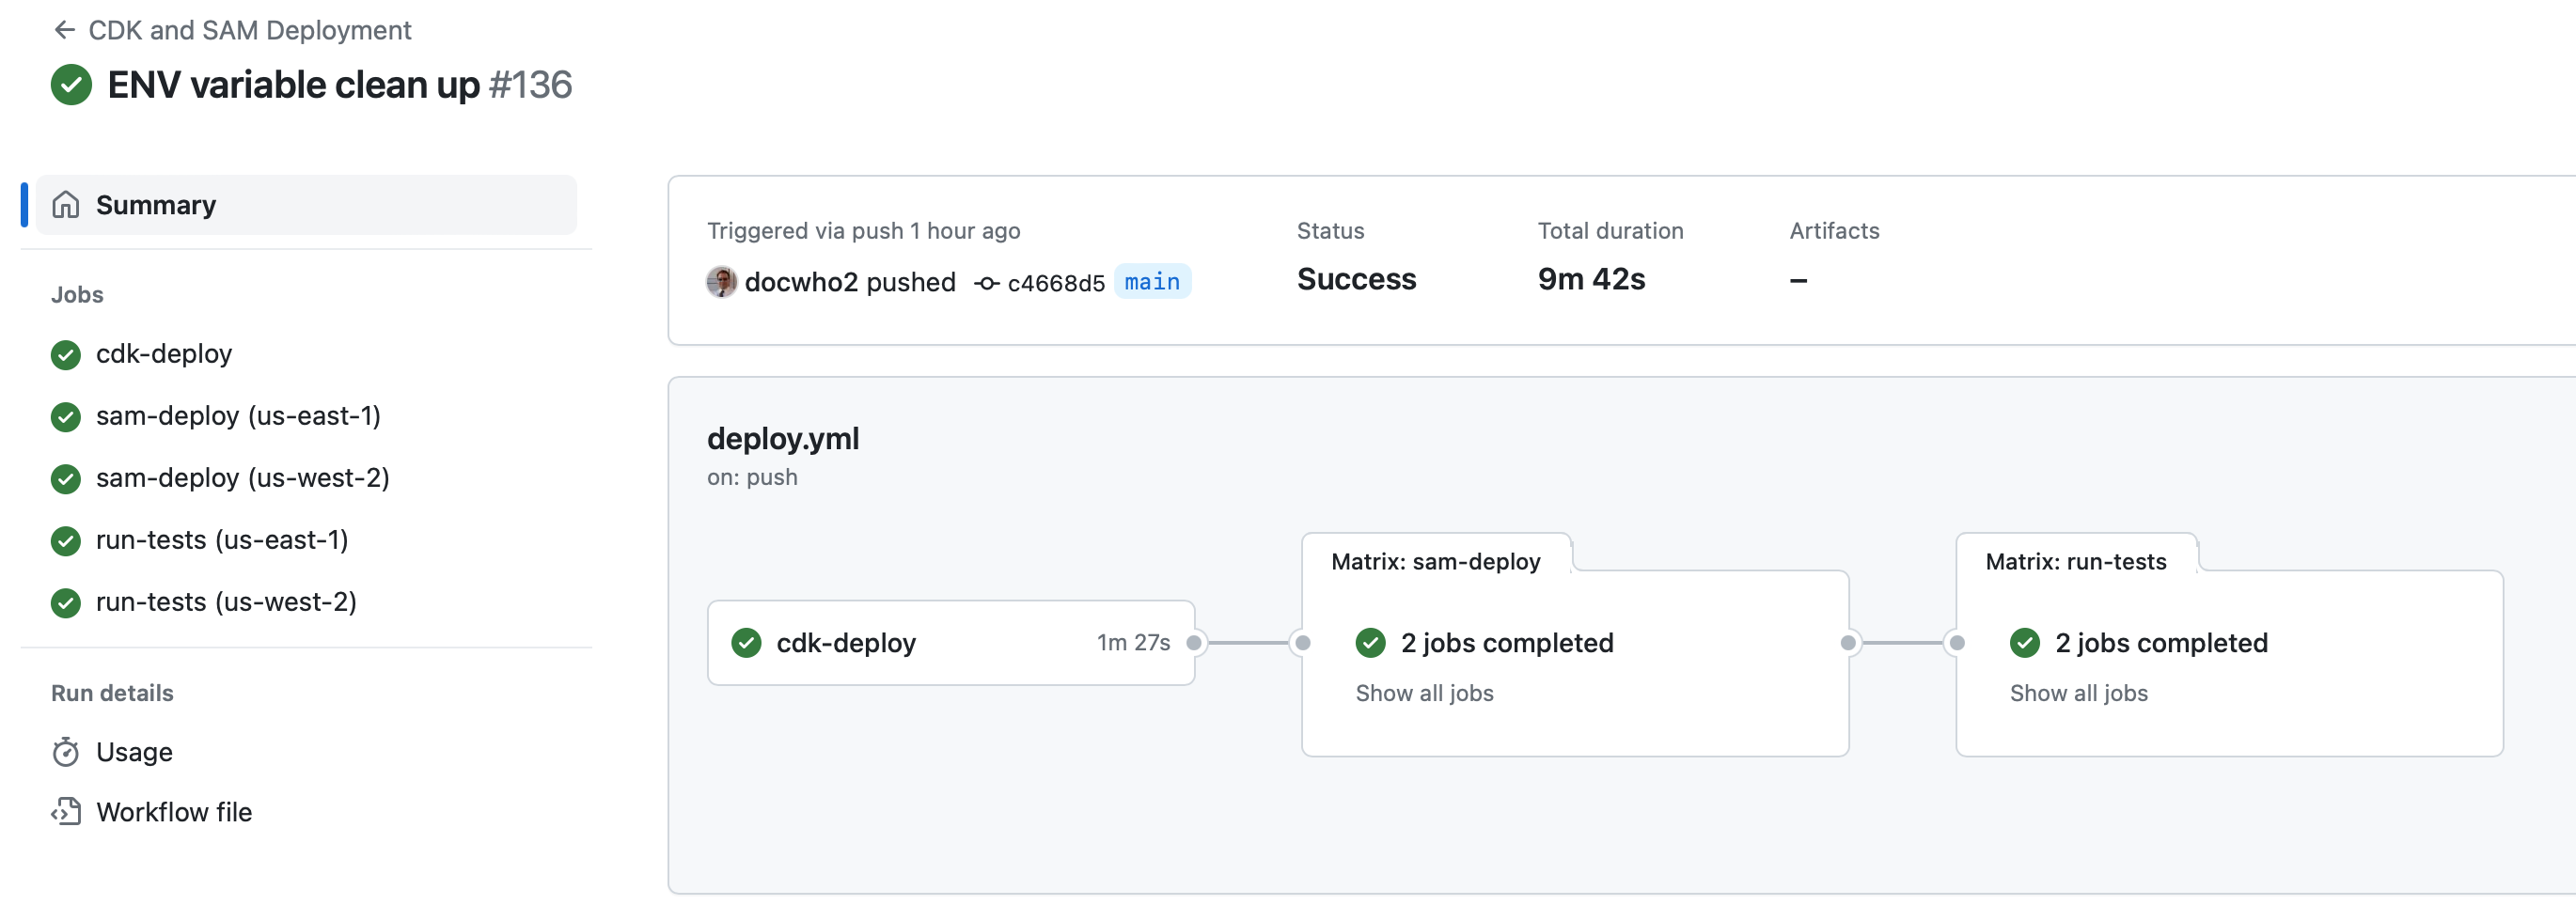 CDK and SAM Deployment
ENV variable clean up #136
Summary
Jobs
cdk-deploy
sam-deploy (us-east-1)
sam-deploy (us-west-2)
run-tests (us-east-1)
run-tests (us-west-2)
Run details
Usage
Workflow file
Triggered via push 1 hour ago
docwho2 pushed c4668d5 main
Status
Success
Total duration
9m 42s
Artifacts
–
deploy.yml
on: push
cdk-deploy 1m 27s
Matrix: sam-deploy
2 jobs completed
Show all jobs
Matrix: run-tests
2 jobs completed
Show all jobs